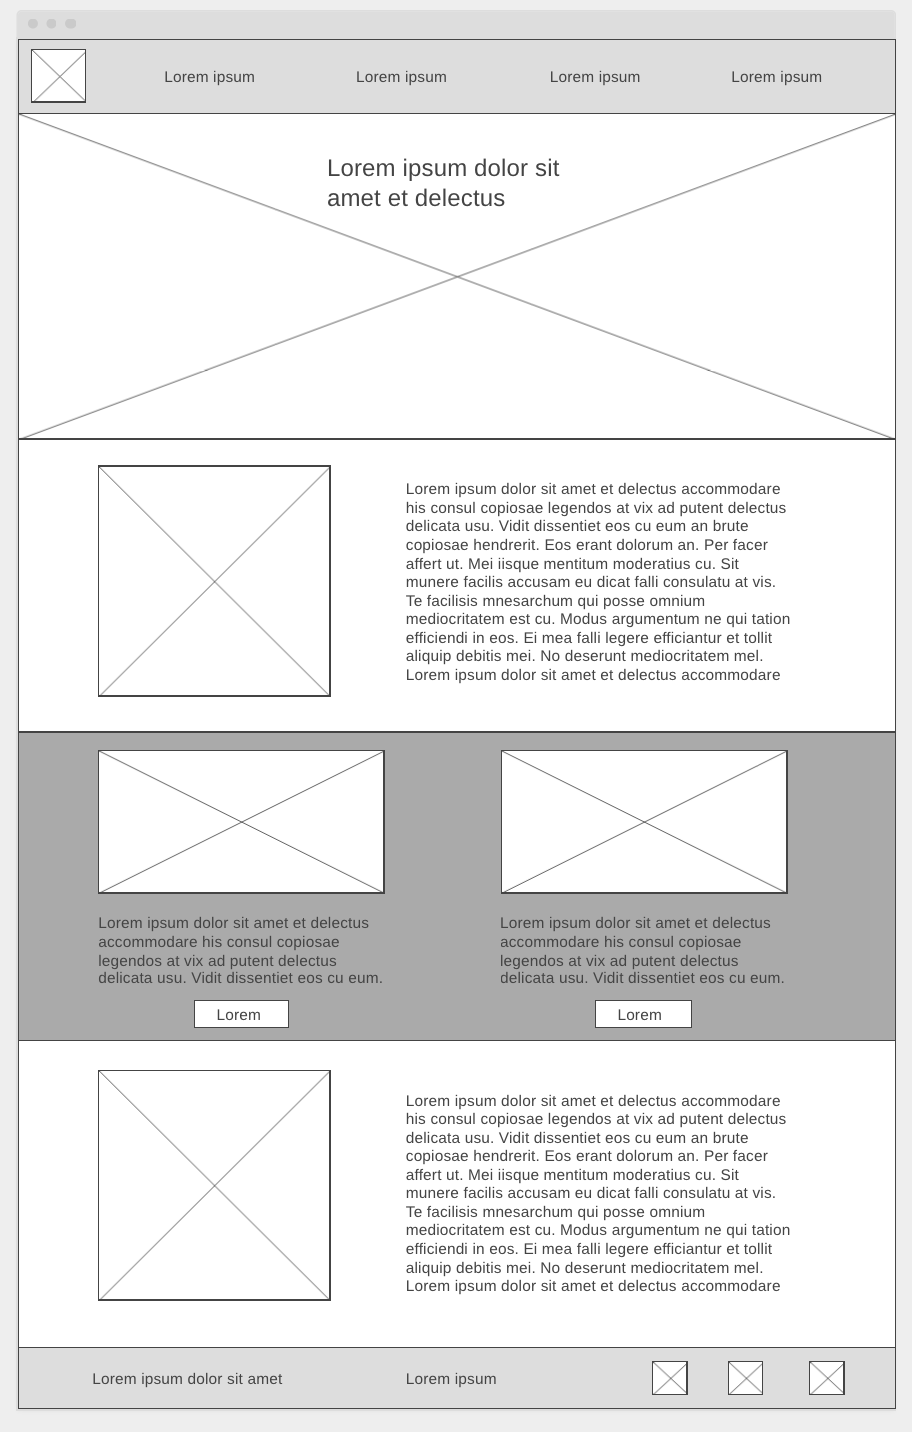 Lorem ipsum
Lorem ipsum
Lorem ipsum
Lorem ipsum
Lorem ipsum dolor sit
amet et delectus
Lorem ipsum dolor sit amet et delectus accommodare
his consul copiosae legendos at vix ad putent delectus
delicata usu. Vidit dissentiet eos cu eum an brute
copiosae hendrerit. Eos erant dolorum an. Per facer
affert ut. Mei iisque mentitum moderatius cu. Sit
munere facilis accusam eu dicat falli consulatu at vis.
Te facilisis mnesarchum qui posse omnium
mediocritatem est cu. Modus argumentum ne qui tation
efficiendi in eos. Ei mea falli legere efficiantur et tollit
aliquip debitis mei. No deserunt mediocritatem mel.
Lorem ipsum dolor sit amet et delectus accommodare
Lorem ipsum dolor sit amet et delectus
accommodare his consul copiosae
legendos at vix ad putent delectus
delicata usu. Vidit dissentiet eos cu eum.
Lorem
Lorem ipsum dolor sit amet et delectus
accommodare his consul copiosae
legendos at vix ad putent delectus
delicata usu. Vidit dissentiet eos cu eum.
Lorem
Lorem ipsum dolor sit amet et delectus accommodare
his consul copiosae legendos at vix ad putent delectus
delicata usu. Vidit dissentiet eos cu eum an brute
copiosae hendrerit. Eos erant dolorum an. Per facer
affert ut. Mei iisque mentitum moderatius cu. Sit
munere facilis accusam eu dicat falli consulatu at vis.
Te facilisis mnesarchum qui posse omnium
mediocritatem est cu. Modus argumentum ne qui tation
efficiendi in eos. Ei mea falli legere efficiantur et tollit
aliquip debitis mei. No deserunt mediocritatem mel.
Lorem ipsum dolor sit amet et delectus accommodare
Lorem ipsum dolor sit amet
Lorem ipsum